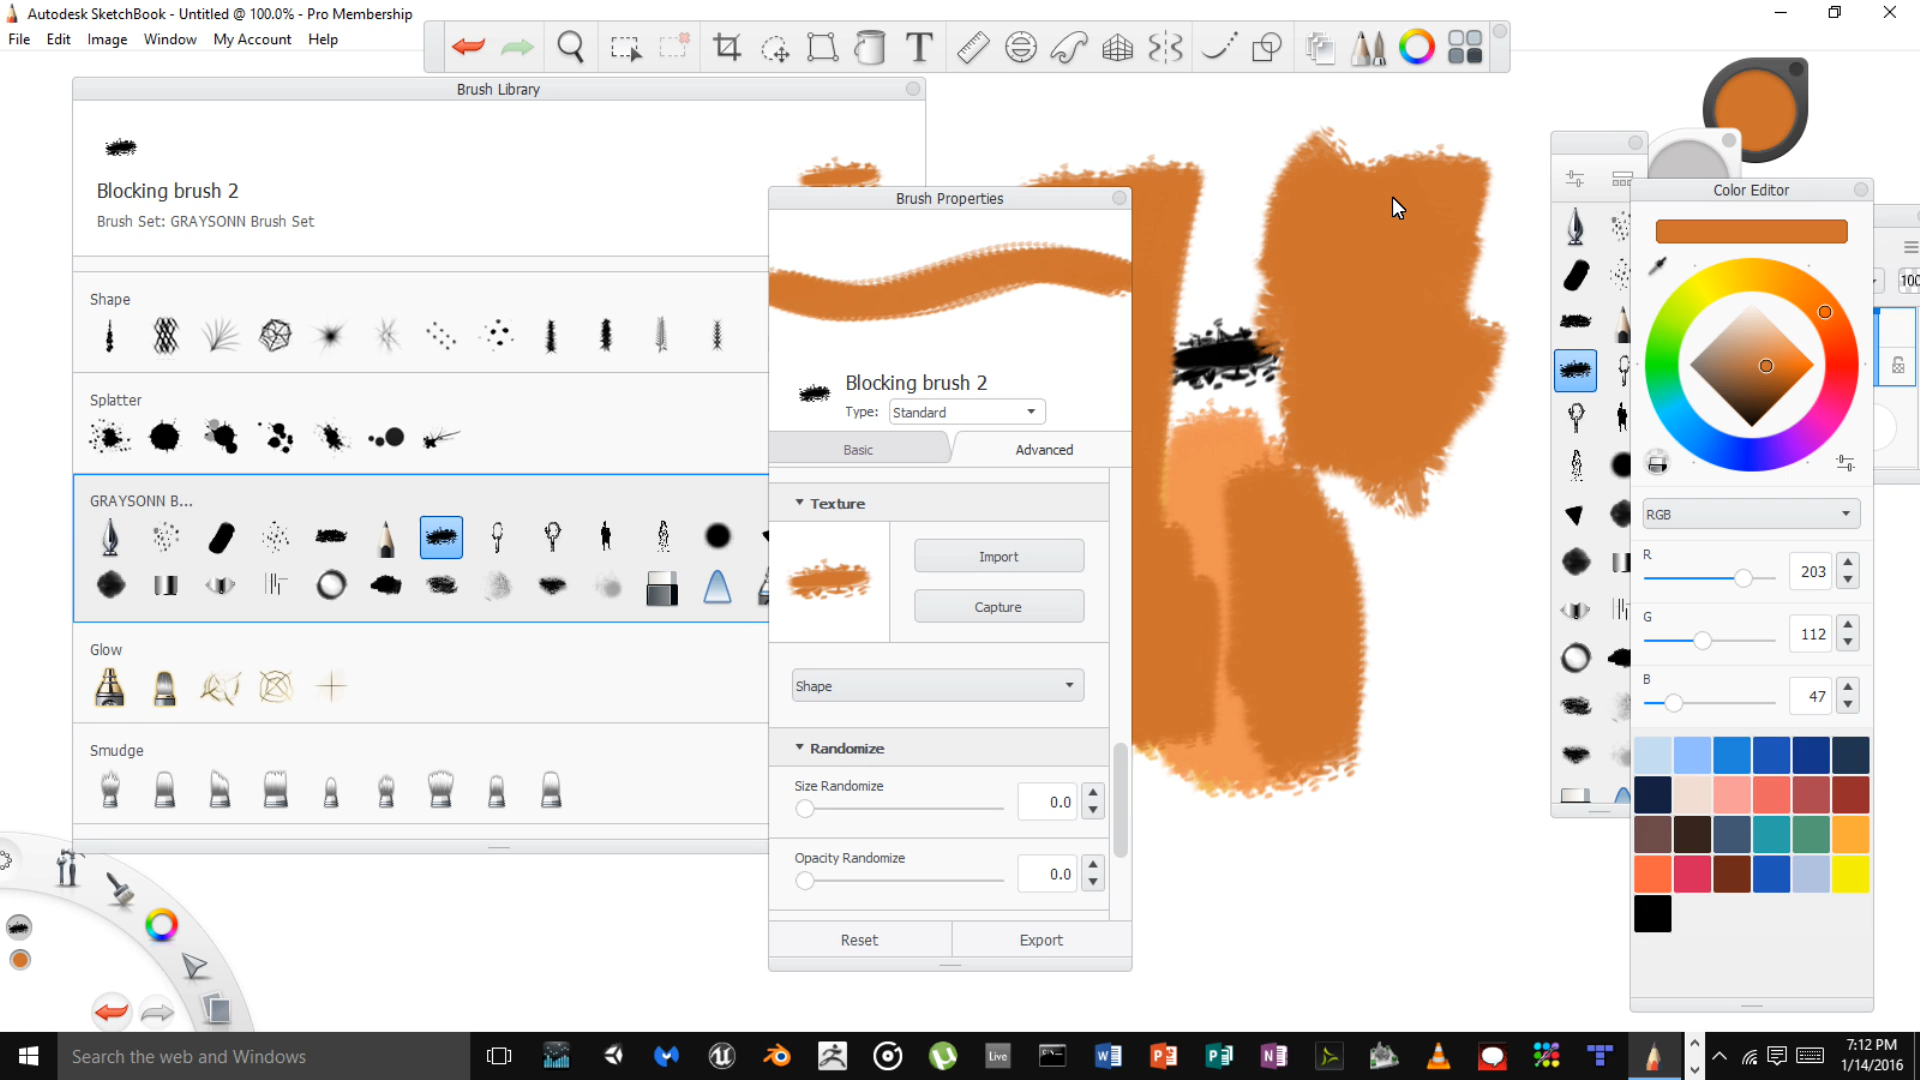 Autodesk SketchBook - Untitled @ 100.0% - Pro Membership
File Edit Image Window My Account Help
T
Brush Library
Blocking brush 2
Brush Set: GRAYSONN Brush Set
Shape
Splatter
GRAYSONN B...
Glow
Smudge
Brush Properties
Blocking brush 2
Type: Standard
Basic Advanced
Texture
Import
Capture
Shape
Randomize
Size Randomize
0.0
Opacity Randomize
0.0
Reset Export
Color Editor
100
RGB
R
203
G
112
B
47
Search the web and Windows
Live
7:12 PM
1/14/2016